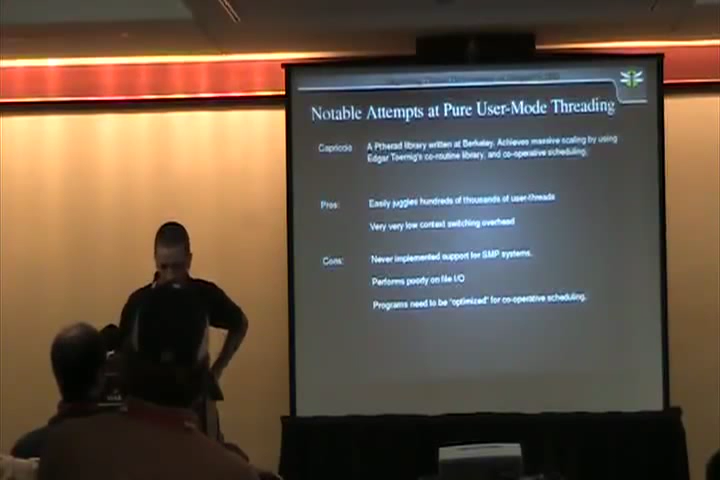 Notable Attempts at Pure User-Mode Threading
Capriccio A Ptherad library written at Berkeley. Achieves massive scaling by using
Edgar Toernig's co-routine library, and co-operative scheduling.
Pros: Easily juggles hundreds of thousands of user-threads
Very very low context switching overhead
Cons: Never implemented support for SMP systems.
Performs poorly on file I/O
Programs need to be "optimized" for co-operative scheduling.